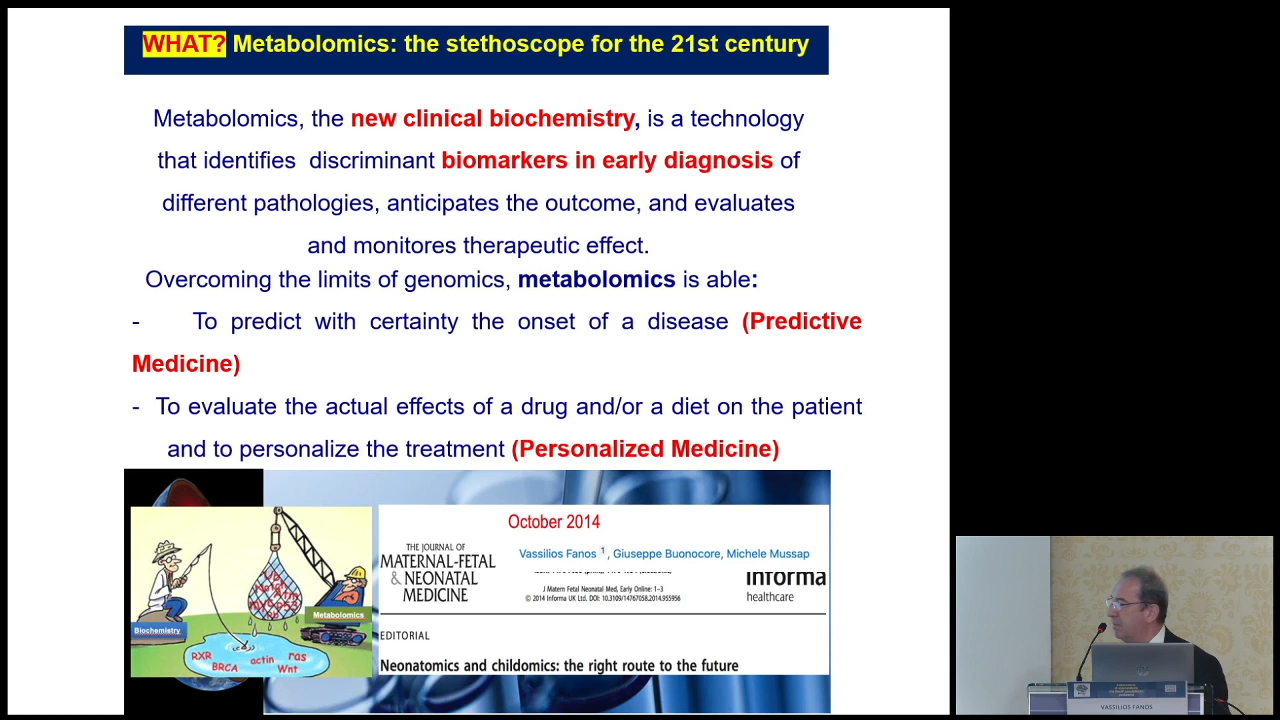 WHAT? Metabolomics: the stethoscope for the 21st century
Metabolomics, the new clinical biochemistry, is a technology
that identifies discriminant biomarkers in early diagnosis of
different pathologies, anticipates the outcome, and evaluates
and monitores therapeutic effect.
Overcoming the limits of genomics, metabolomics is able:
- To predict with certainty the onset of a disease (Predictive
Medicine)
- To evaluate the actual effects of a drug and/or a diet on the patient
and to personalize the treatment (Personalized Medicine)
Biochemistry
Metabolomics
RXR
BRCA
actin
ras
Wnt
October 2014
THE JOURNAL OF
MATERNAL-FETAL
& NEONATAL
MEDICINE
Vassilios Fanos 1, Giuseppe Buonocore, Michele Mussap
J Matern Fetal Neonatal Med, Early Online: 1–3
© 2014 Informa UK Ltd. DOI: 10.3109/14767058.2014.955956
informa
healthcare
EDITORIAL
Neonatomics and childomics: the right route to the future
VASSILIOS FANOS